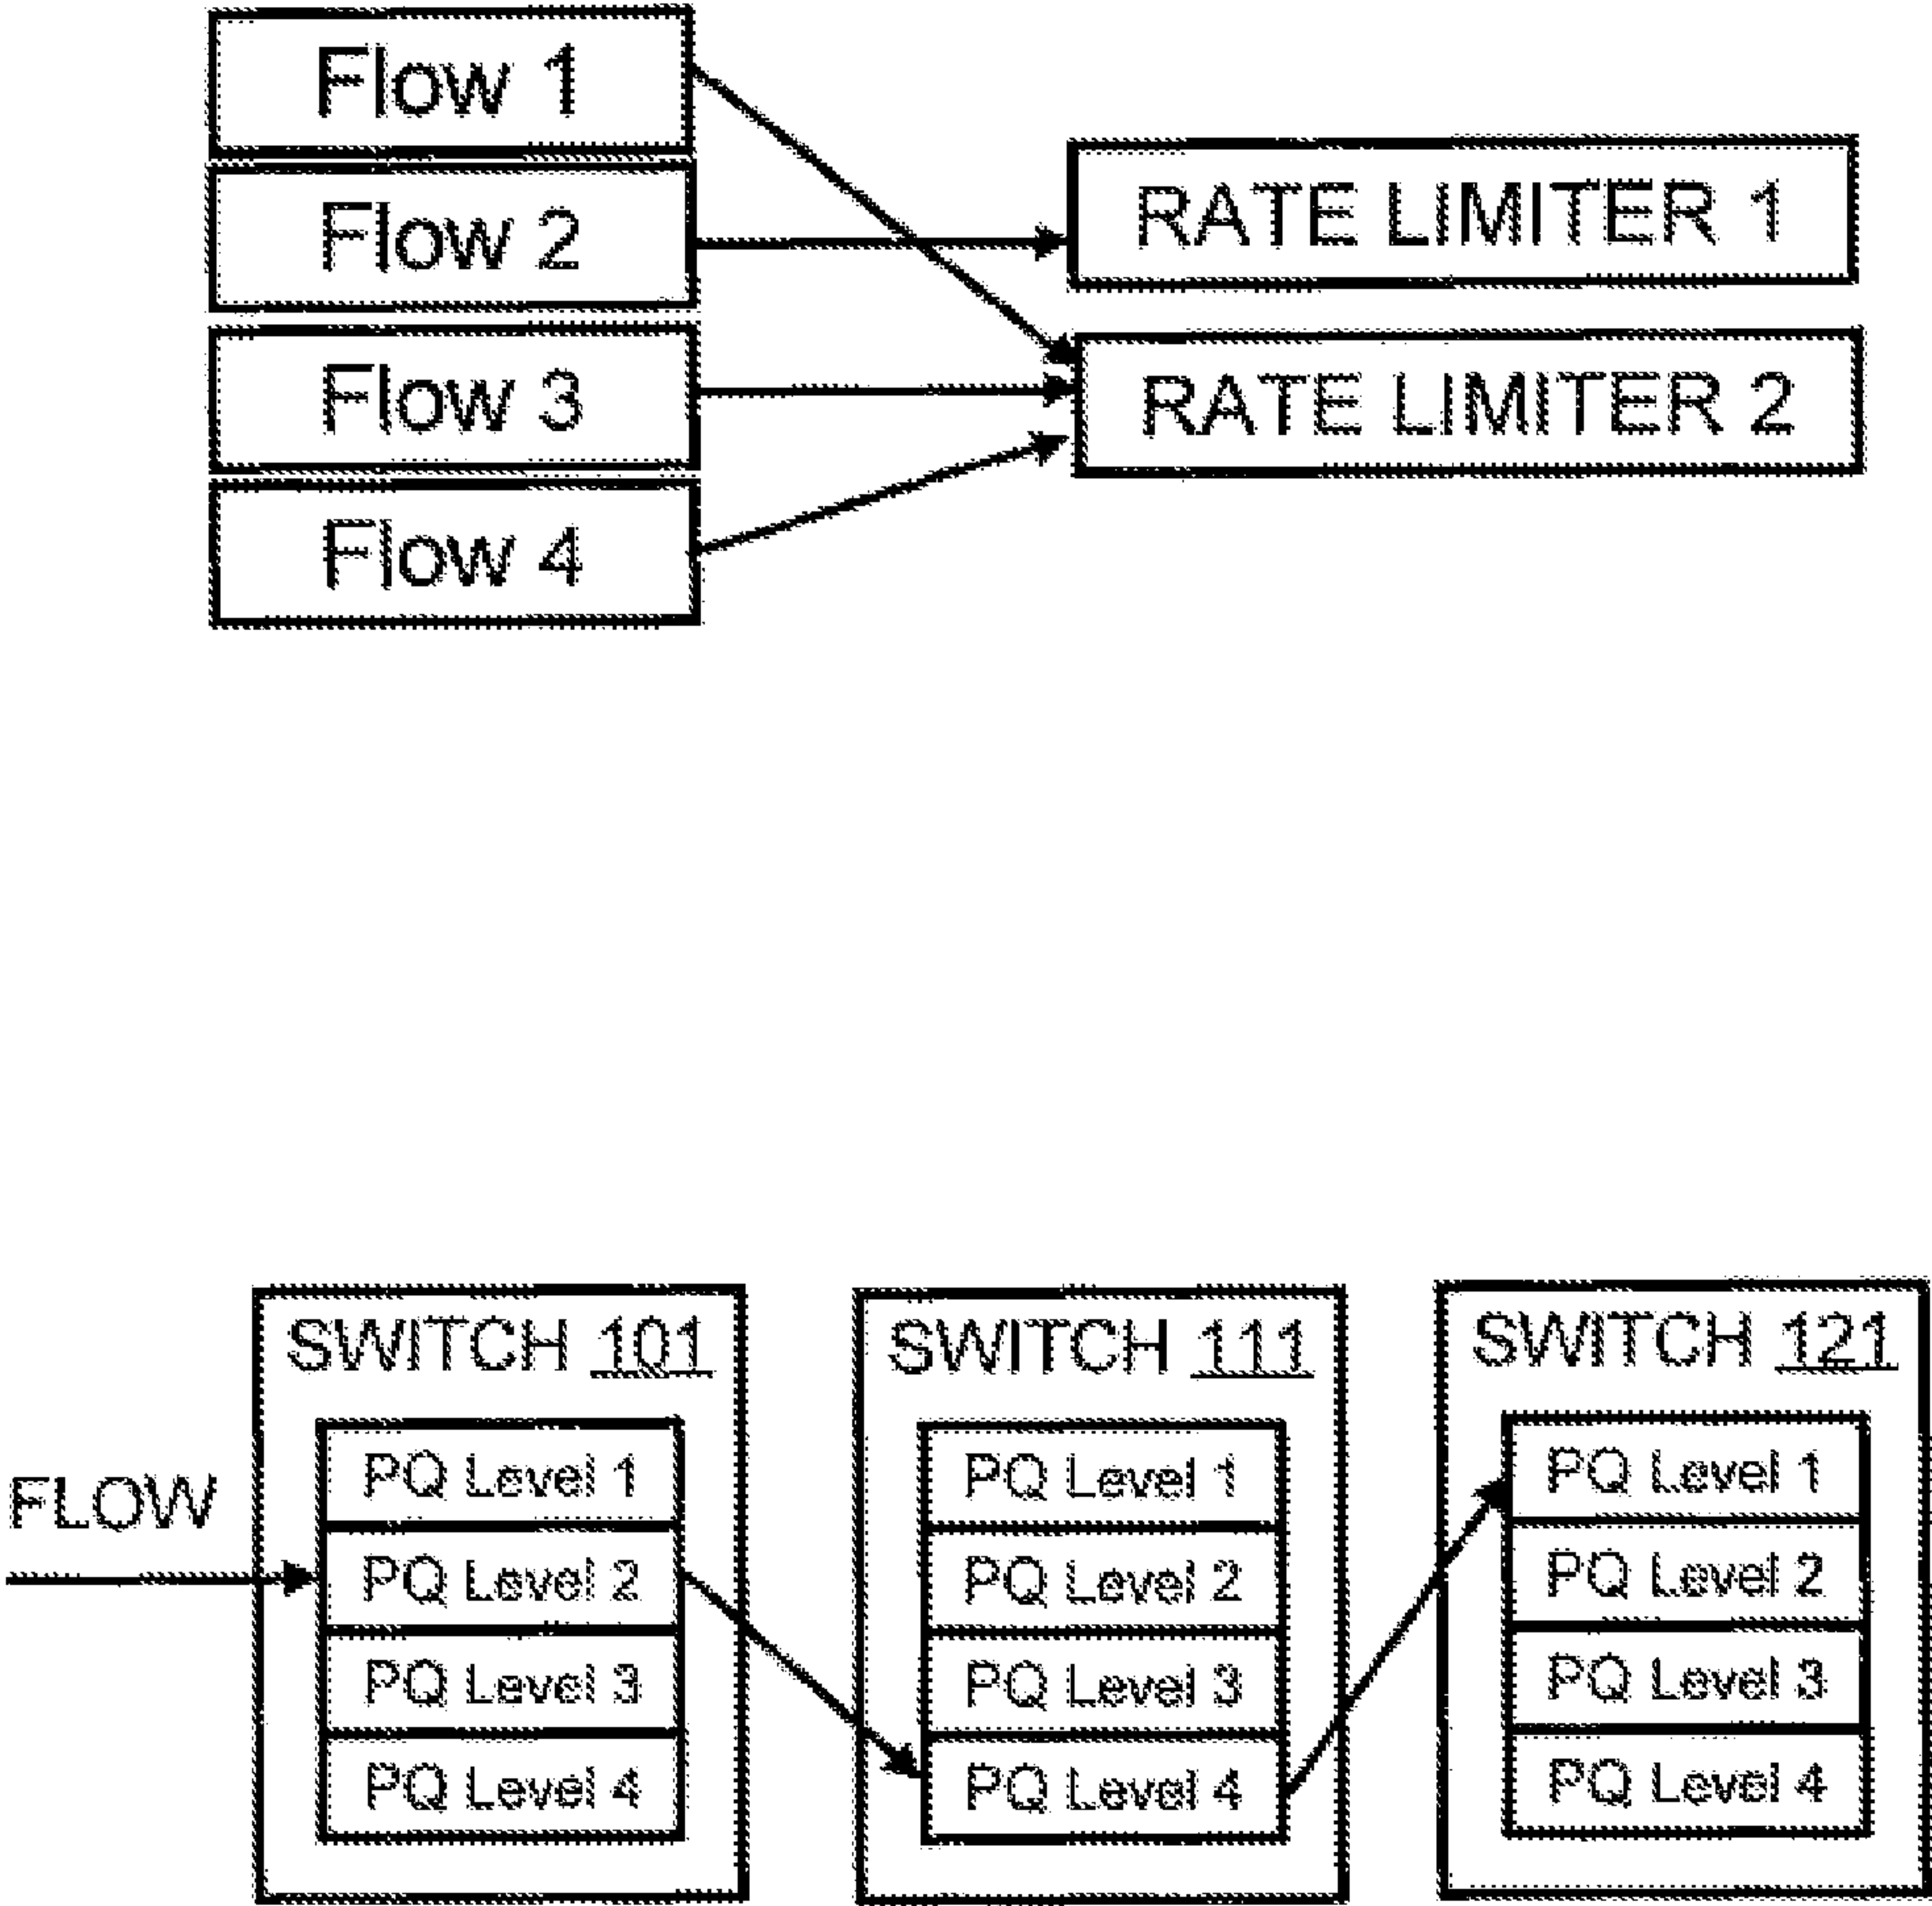 Flow 1
Flow 2
Flow 3
Flow 4
RATE LIMITER 1
RATE LIMITER 2
FLOW
SWITCH 101
PQ Level 1
PQ Level 2
PQ Level 3
PQ Level 4
SWITCH 111
PQ Level 1
PQ Level 2
PQ Level 3
PQ Level 4
SWITCH 121
PQ Level 1
PQ Level 2
PQ Level 3
PQ Level 4